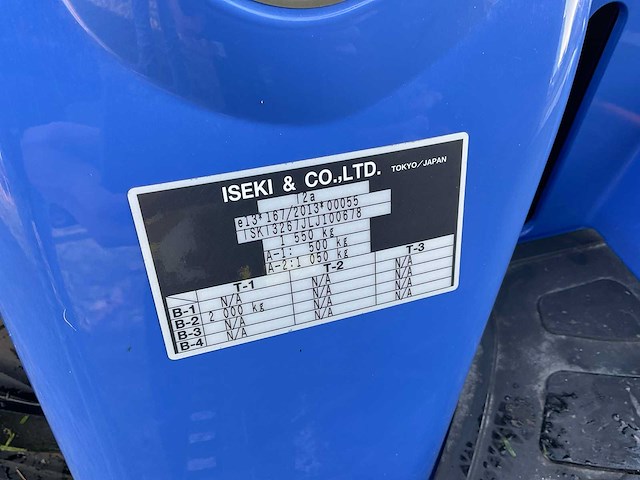 ISEKI & CO.,LTD. TOKYO/JAPAN
T2a
e13*167/2013*00055
ISKT3267JLJ100678
1 550 kg
A-1: 500 kg
A-2:1 050 kg
T-1 T-2 T-3
B-1 N/A N/A N/A
B-2 2 000 kg N/A N/A
B-3 N/A N/A N/A
B-4 N/A N/A N/A